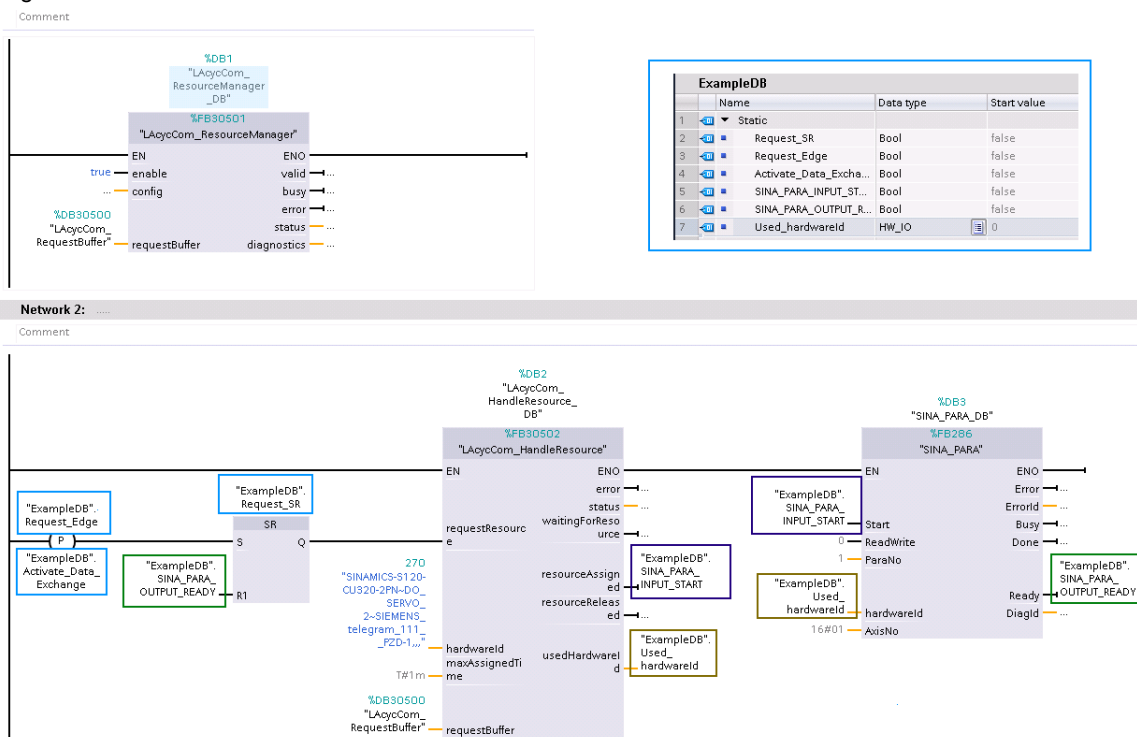 Comment
%DB1
"LAcycCom_
ResourceManager
_DB"
%FB30501
"LAcycCom_ResourceManager"
EN
ENO
true
enable
valid
...
...
config
busy
...
error
...
%DB30500
"LAcycCom_
RequestBuffer"
requestBuffer
status
...
diagnostics
...
ExampleDB
Name
Data type
Start value
1
Static
2
Request_SR
Bool
false
3
Request_Edge
Bool
false
4
Activate_Data_Excha...
Bool
false
5
SINA_PARA_INPUT_ST...
Bool
false
6
SINA_PARA_OUTPUT_R...
Bool
false
7
Used_hardwareId
HW_IO
0
Network 2:
.....
Comment
"ExampleDB".
Request_Edge
P
"ExampleDB".
Activate_Data_
Exchange
"ExampleDB".
Request_SR
SR
S
Q
"ExampleDB".
SINA_PARA_
OUTPUT_READY
R1
%DB2
"LAcycCom_
HandleResource_
DB"
%FB30502
"LAcycCom_HandleResource"
EN
ENO
error
...
status
...
requestResourc
e
waitingForReso
urce
...
270
"SINAMICS-S120-
CU320-2PN~DO_
SERVO_
2~SIEMENS_
telegram_111_
_PZD-1,,,"
hardwareId
resourceAssign
ed
"ExampleDB".
SINA_PARA_
INPUT_START
resourceReleas
ed
...
T#1m
maxAssignedTi
me
usedHardwareI
d
"ExampleDB".
Used_
hardwareId
%DB30500
"LAcycCom_
RequestBuffer"
requestBuffer
%DB3
"SINA_PARA_DB"
%FB286
"SINA_PARA"
EN
ENO
"ExampleDB".
SINA_PARA_
INPUT_START
Start
Error
...
ErrorId
...
0
ReadWrite
Busy
...
1
ParaNo
Done
...
"ExampleDB".
Used_
hardwareId
hardwareId
Ready
"ExampleDB".
SINA_PARA_
OUTPUT_READY
16#01
AxisNo
DiagId
...